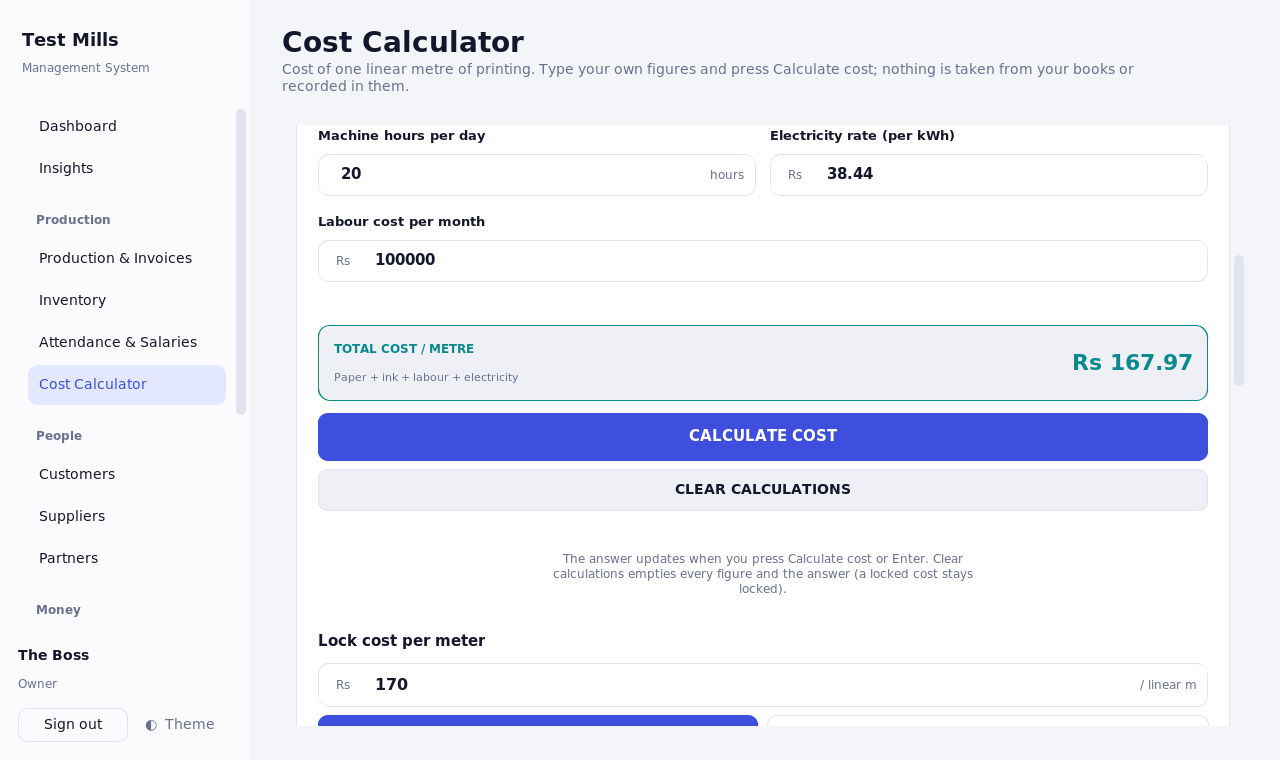 Test Mills
Management System
Dashboard
Insights
Production
Production & Invoices
Inventory
Attendance & Salaries
Cost Calculator
People
Customers
Suppliers
Partners
Money
The Boss
Owner
Sign out
Theme
Cost Calculator
Cost of one linear metre of printing. Type your own figures and press Calculate cost; nothing is taken from your books or
recorded in them.
Machine hours per day
Electricity rate (per kWh)
20 hours
Rs 38.44
Labour cost per month
Rs 100000
TOTAL COST / METRE
Paper + ink + labour + electricity
Rs 167.97
CALCULATE COST
CLEAR CALCULATIONS
The answer updates when you press Calculate cost or Enter. Clear
calculations empties every figure and the answer (a locked cost stays
locked).
Lock cost per meter
Rs 170 / linear m